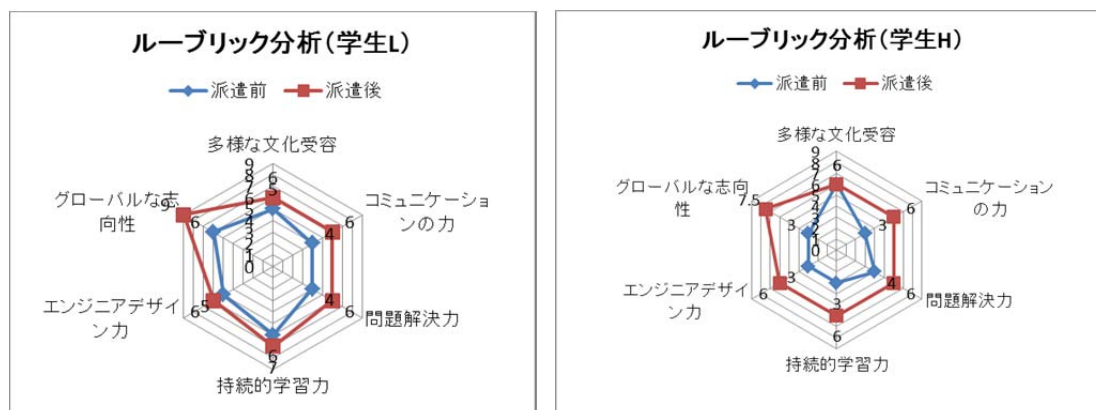 ルーブリック分析(学生L)
派遣前
派遣後
多様な文化受容
コミュニケーショ
ンの力
問題解決力
持続的学習力
エンジニアデザイ
ン力
グローバルな志
向性
9
8
7
6
5
4
3
2
1
0
6
5
6
4
6
4
6
7
5
6
9
6
ルーブリック分析(学生H)
派遣前
派遣後
多様な文化受容
コミュニケーション
の力
問題解決力
持続的学習力
エンジニアデザイ
ン力
グローバルな志向
性
9
8
7
6
5
4
3
2
1
0
6
6
6
3
6
3
6
7.5
3